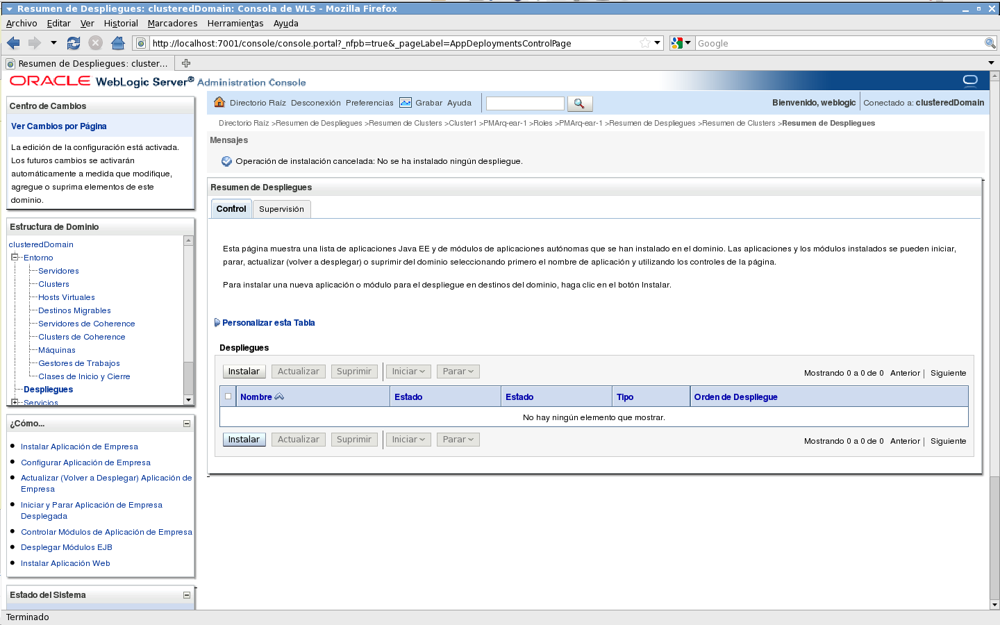 Resumen de Despliegues: clusteredDomain: Consola de WLS - Mozilla Firefox
Archivo Editar Ver Historial Marcadores Herramientas Ayuda
http://localhost:7001/console/console.portal?_nfpb=true&_pageLabel=AppDeploymentsControlPage
Google
Resumen de Despliegues: cluster...
ORACLE WebLogic Server® Administration Console
Centro de Cambios
Ver Cambios por Página
La edición de la configuración está activada.
Los futuros cambios se activarán
automáticamente a medida que modifique,
agregue o suprima elementos de este
dominio.
Estructura de Dominio
clusteredDomain
Entorno
Servidores
Clusters
Hosts Virtuales
Destinos Migrables
Servidores de Coherence
Clusters de Coherence
Máquinas
Gestores de Trabajos
Clases de Inicio y Cierre
Despliegues
Servicios
¿Cómo...
Instalar Aplicación de Empresa
Configurar Aplicación de Empresa
Actualizar (Volver a Desplegar) Aplicación de
Empresa
Iniciar y Parar Aplicación de Empresa
Desplegada
Controlar Módulos de Aplicación de Empresa
Desplegar Módulos EJB
Instalar Aplicación Web
Estado del Sistema
Directorio Raíz Desconexión Preferencias Grabar Ayuda
Bienvenido, weblogic Conectado a: clusteredDomain
Directorio Raíz >Resumen de Despliegues >Resumen de Clusters >Cluster1 >PMArq-ear-1 >Roles >PMArq-ear-1 >Resumen de Despliegues >Resumen de Clusters >Resumen de Despliegues
Mensajes
Operación de instalación cancelada: No se ha instalado ningún despliegue.
Resumen de Despliegues
Control Supervisión
Esta página muestra una lista de aplicaciones Java EE y de módulos de aplicaciones autónomas que se han instalado en el dominio. Las aplicaciones y los módulos instalados se pueden iniciar,
parar, actualizar (volver a desplegar) o suprimir del dominio seleccionando primero el nombre de aplicación y utilizando los controles de la página.
Para instalar una nueva aplicación o módulo para el despliegue en destinos del dominio, haga clic en el botón Instalar.
Personalizar esta Tabla
Despliegues
Instalar Actualizar Suprimir Iniciar Parar Mostrando 0 a 0 de 0 Anterior | Siguiente
Nombre Estado Estado Tipo Orden de Despliegue
No hay ningún elemento que mostrar.
Instalar Actualizar Suprimir Iniciar Parar Mostrando 0 a 0 de 0 Anterior | Siguiente
Terminado